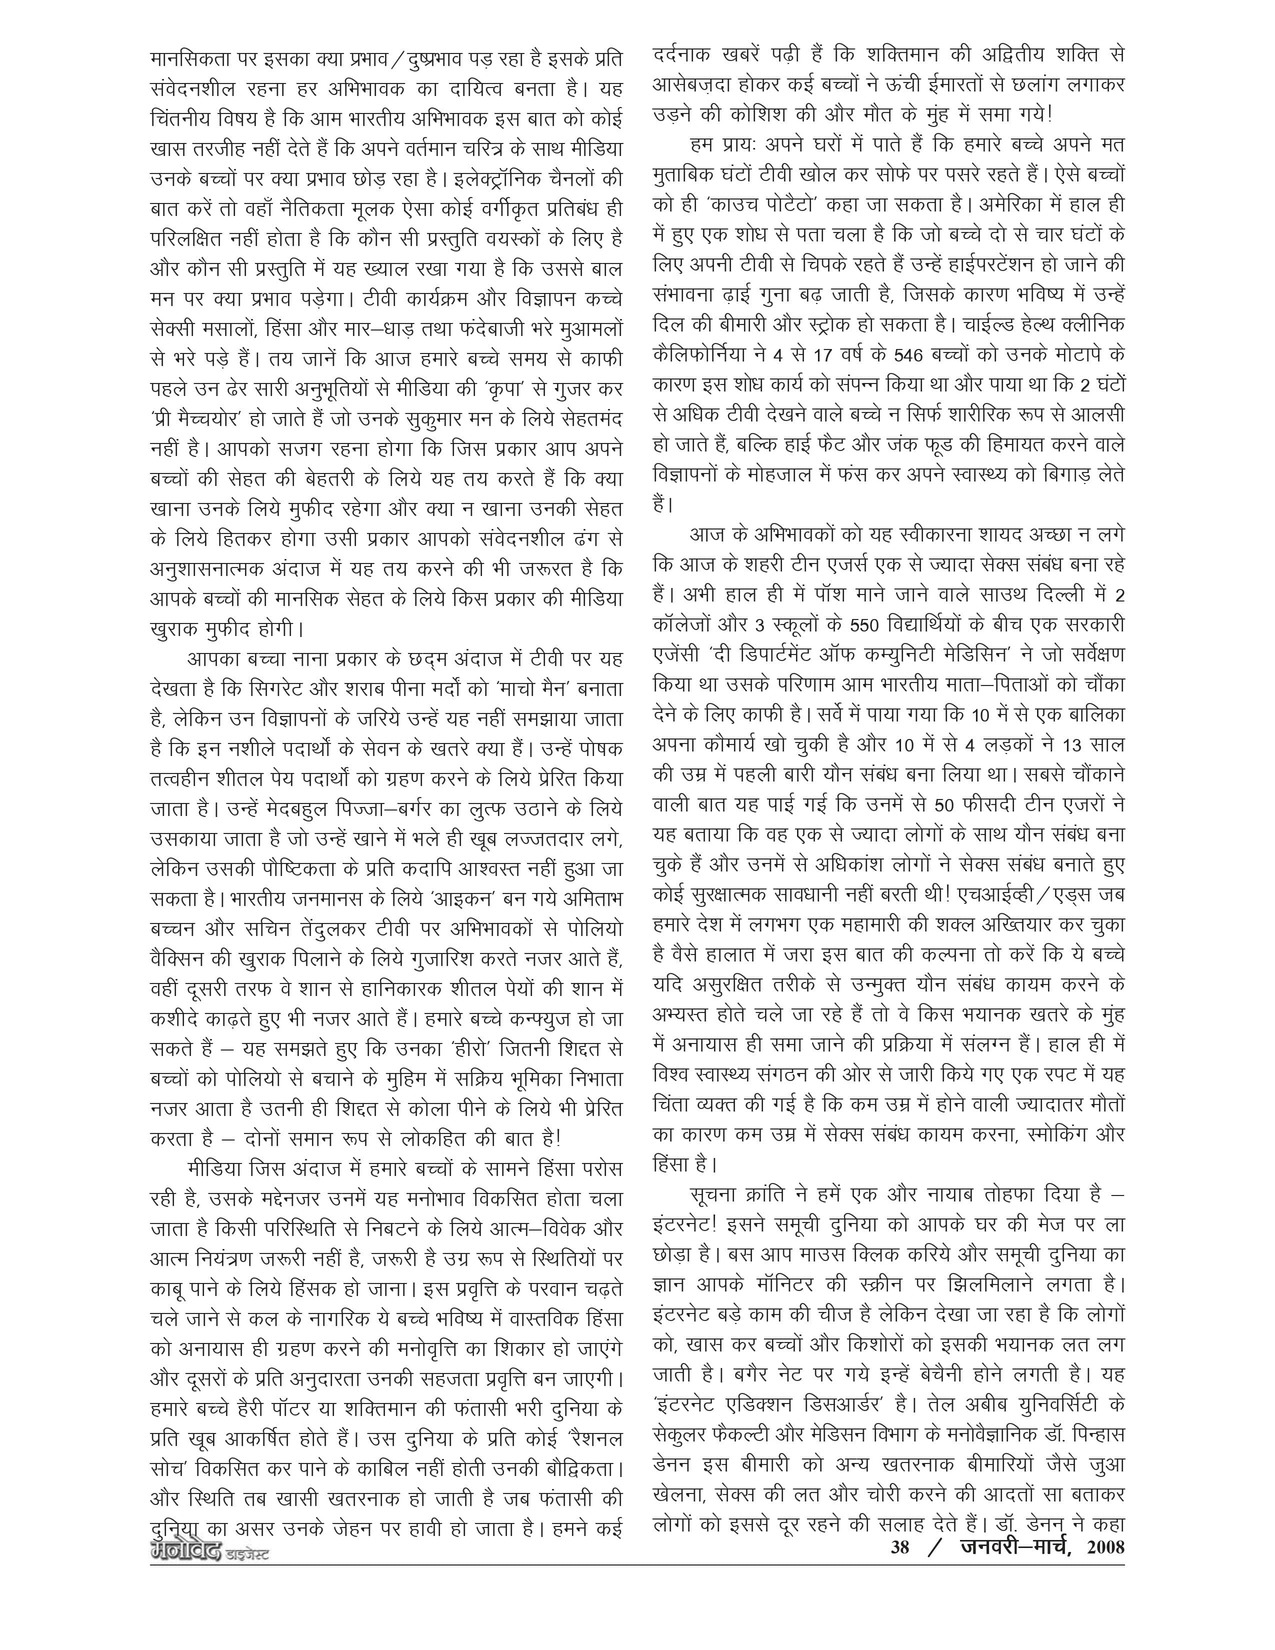 मानसिकता पर इसका क्या प्रभाव/दुष्प्रभाव पड़ रहा है इसके प्रति
संवेदनशील रहना हर अभिभावक का दायित्व बनता है। यह
चिंतनीय विषय है कि आम भारतीय अभिभावक इस बात को कोई
खास तरजीह नहीं देते हैं कि अपने वर्तमान चरित्र के साथ मीडिया
उनके बच्चों पर क्या प्रभाव छोड़ रहा है। इलेक्ट्रॉनिक चैनलों की
बात करें तो वहाँ नैतिकता मूलक ऐसा कोई वर्गीकृत प्रतिबंध ही
परिलक्षित नहीं होता है कि कौन सी प्रस्तुति वयस्कों के लिए है
और कौन सी प्रस्तुति में यह ख्याल रखा गया है कि उससे बाल
मन पर क्या प्रभाव पड़ेगा। टीवी कार्यक्रम और विज्ञापन कच्चे
सेक्सी मसालों, हिंसा और मार–धाड़ तथा फंदेबाजी भरे मुआमलों
से भरे पड़े हैं। तय जानें कि आज हमारे बच्चे समय से काफी
पहले उन ढेर सारी अनुभूतियों से मीडिया की 'कृपा' से गुजर कर
'प्री मैच्चयोर' हो जाते हैं जो उनके सुकुमार मन के लिये सेहतमंद
नहीं है। आपको सजग रहना होगा कि जिस प्रकार आप अपने
बच्चों की सेहत की बेहतरी के लिये यह तय करते हैं कि क्या
खाना उनके लिये मुफीद रहेगा और क्या न खाना उनकी सेहत
के लिये हितकर होगा उसी प्रकार आपको संवेदनशील ढंग से
अनुशासनात्मक अंदाज में यह तय करने की भी जरूरत है कि
आपके बच्चों की मानसिक सेहत के लिये किस प्रकार की मीडिया
खुराक मुफीद होगी।
आपका बच्चा नाना प्रकार के छद्म अंदाज में टीवी पर यह
देखता है कि सिगरेट और शराब पीना मर्दों को 'माचो मैन' बनाता
है, लेकिन उन विज्ञापनों के जरिये उन्हें यह नहीं समझाया जाता
है कि इन नशीले पदार्थों के सेवन के खतरे क्या हैं। उन्हें पोषक
तत्वहीन शीतल पेय पदार्थों को ग्रहण करने के लिये प्रेरित किया
जाता है। उन्हें मेदबहुल पिज्जा–बर्गर का लुत्फ उठाने के लिये
उसकाया जाता है जो उन्हें खाने में भले ही खूब लज्जतदार लगे,
लेकिन उसकी पौष्टिकता के प्रति कदापि आश्वस्त नहीं हुआ जा
सकता है। भारतीय जनमानस के लिये 'आइकन' बन गये अमिताभ
बच्चन और सचिन तेंदुलकर टीवी पर अभिभावकों से पोलियो
वैक्सिन की खुराक पिलाने के लिये गुजारिश करते नजर आते हैं,
वहीं दूसरी तरफ वे शान से हानिकारक शीतल पेयों की शान में
कशीदे काढ़ते हुए भी नजर आते हैं। हमारे बच्चे कन्फ्युज हो जा
सकते हैं – यह समझते हुए कि उनका 'हीरो' जितनी शिद्दत से
बच्चों को पोलियो से बचाने के मुहिम में सक्रिय भूमिका निभाता
नजर आता है उतनी ही शिद्दत से कोला पीने के लिये भी प्रेरित
करता है – दोनों समान रूप से लोकहित की बात है!
मीडिया जिस अंदाज में हमारे बच्चों के सामने हिंसा परोस
रही है, उसके मद्देनजर उनमें यह मनोभाव विकसित होता चला
जाता है किसी परिस्थिति से निबटने के लिये आत्म–विवेक और
आत्म नियंत्रण जरूरी नहीं है, जरूरी है उग्र रूप से स्थितियों पर
काबू पाने के लिये हिंसक हो जाना। इस प्रवृत्ति के परवान चढ़ते
चले जाने से कल के नागरिक ये बच्चे भविष्य में वास्तविक हिंसा
को अनायास ही ग्रहण करने की मनोवृत्ति का शिकार हो जाएंगे
और दूसरों के प्रति अनुदारता उनकी सहजता प्रवृत्ति बन जाएगी।
हमारे बच्चे हैरी पॉटर या शक्तिमान की फंतासी भरी दुनिया के
प्रति खूब आकर्षित होते हैं। उस दुनिया के प्रति कोई 'रैशनल
सोच' विकसित कर पाने के काबिल नहीं होती उनकी बौद्विकता।
और स्थिति तब खासी खतरनाक हो जाती है जब फंतासी की
दुनिया का असर उनके जेहन पर हावी हो जाता है। हमने कई
दर्दनाक खबरें पढ़ी हैं कि शक्तिमान की अद्वितीय शक्ति से
आसेबज़दा होकर कई बच्चों ने ऊंची ईमारतों से छलांग लगाकर
उड़ने की कोशिश की और मौत के मुंह में समा गये!
हम प्रायः अपने घरों में पाते हैं कि हमारे बच्चे अपने मत
मुताबिक घंटों टीवी खोल कर सोफे पर पसरे रहते हैं। ऐसे बच्चों
को ही 'काउच पोटैटो' कहा जा सकता है। अमेरिका में हाल ही
में हुए एक शोध से पता चला है कि जो बच्चे दो से चार घंटों के
लिए अपनी टीवी से चिपके रहते हैं उन्हें हाईपरटेंशन हो जाने की
संभावना ढ़ाई गुना बढ़ जाती है, जिसके कारण भविष्य में उन्हें
दिल की बीमारी और स्ट्रोक हो सकता है। चाईल्ड हेल्थ क्लीनिक
कैलिफोर्निया ने 4 से 17 वर्ष के 546 बच्चों को उनके मोटापे के
कारण इस शोध कार्य को संपन्न किया था और पाया था कि 2 घंटों
से अधिक टीवी देखने वाले बच्चे न सिर्फ शारीरिक रूप से आलसी
हो जाते हैं, बल्कि हाई फैट और जंक फूड की हिमायत करने वाले
विज्ञापनों के मोहजाल में फंस कर अपने स्वास्थ्य को बिगाड़ लेते
हैं।
आज के अभिभावकों को यह स्वीकारना शायद अच्छा न लगे
कि आज के शहरी टीन एजर्स एक से ज्यादा सेक्स संबंध बना रहे
हैं। अभी हाल ही में पॉश माने जाने वाले साउथ दिल्ली में 2
कॉलेजों और 3 स्कूलों के 550 विद्यार्थियों के बीच एक सरकारी
एजेंसी 'दी डिपार्टमेंट ऑफ कम्युनिटी मेडिसिन' ने जो सर्वेक्षण
किया था उसके परिणाम आम भारतीय माता–पिताओं को चौंका
देने के लिए काफी है। सर्वे में पाया गया कि 10 में से एक बालिका
अपना कौमार्य खो चुकी है और 10 में से 4 लड़कों ने 13 साल
की उम्र में पहली बारी यौन संबंध बना लिया था। सबसे चौंकाने
वाली बात यह पाई गई कि उनमें से 50 फीसदी टीन एजरों ने
यह बताया कि वह एक से ज्यादा लोगों के साथ यौन संबंध बना
चुके हैं और उनमें से अधिकांश लोगों ने सेक्स संबंध बनाते हुए
कोई सुरक्षात्मक सावधानी नहीं बरती थी! एचआईव्ही/एड्स जब
हमारे देश में लगभग एक महामारी की शक्ल अख्तियार कर चुका
है वैसे हालात में जरा इस बात की कल्पना तो करें कि ये बच्चे
यदि असुरक्षित तरीके से उन्मुक्त यौन संबंध कायम करने के
अभ्यस्त होते चले जा रहे हैं तो वे किस भयानक खतरे के मुंह
में अनायास ही समा जाने की प्रक्रिया में संलग्न हैं। हाल ही में
विश्व स्वास्थ्य संगठन की ओर से जारी किये गए एक रपट में यह
चिंता व्यक्त की गई है कि कम उम्र में होने वाली ज्यादातर मौतों
का कारण कम उम्र में सेक्स संबंध कायम करना, स्मोकिंग और
हिंसा है।
सूचना क्रांति ने हमें एक और नायाब तोहफा दिया है –
इंटरनेट! इसने समूची दुनिया को आपके घर की मेज पर ला
छोड़ा है। बस आप माउस क्लिक करिये और समूची दुनिया का
ज्ञान आपके मॉनिटर की स्क्रीन पर झिलमिलाने लगता है।
इंटरनेट बड़े काम की चीज है लेकिन देखा जा रहा है कि लोगों
को, खास कर बच्चों और किशोरों को इसकी भयानक लत लग
जाती है। बगैर नेट पर गये इन्हें बेचैनी होने लगती है। यह
'इंटरनेट एडिक्शन डिसआर्डर' है। तेल अबीब युनिवर्सिटी के
सेकुलर फैकल्टी और मेडिसन विभाग के मनोवैज्ञानिक डॉ. पिन्हास
डेनन इस बीमारी को अन्य खतरनाक बीमारियों जैसे जुआ
खेलना, सेक्स की लत और चोरी करने की आदतों सा बताकर
लोगों को इससे दूर रहने की सलाह देते हैं। डॉ. डेनन ने कहा
मनोवेद डाइजेस्ट
38 / जनवरी–मार्च, 2008